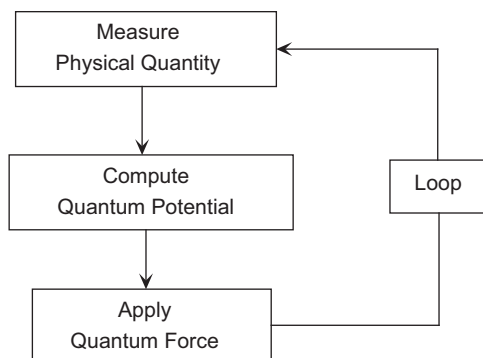 Measure
Physical Quantity
Compute
Quantum Potential
Loop
Apply
Quantum Force